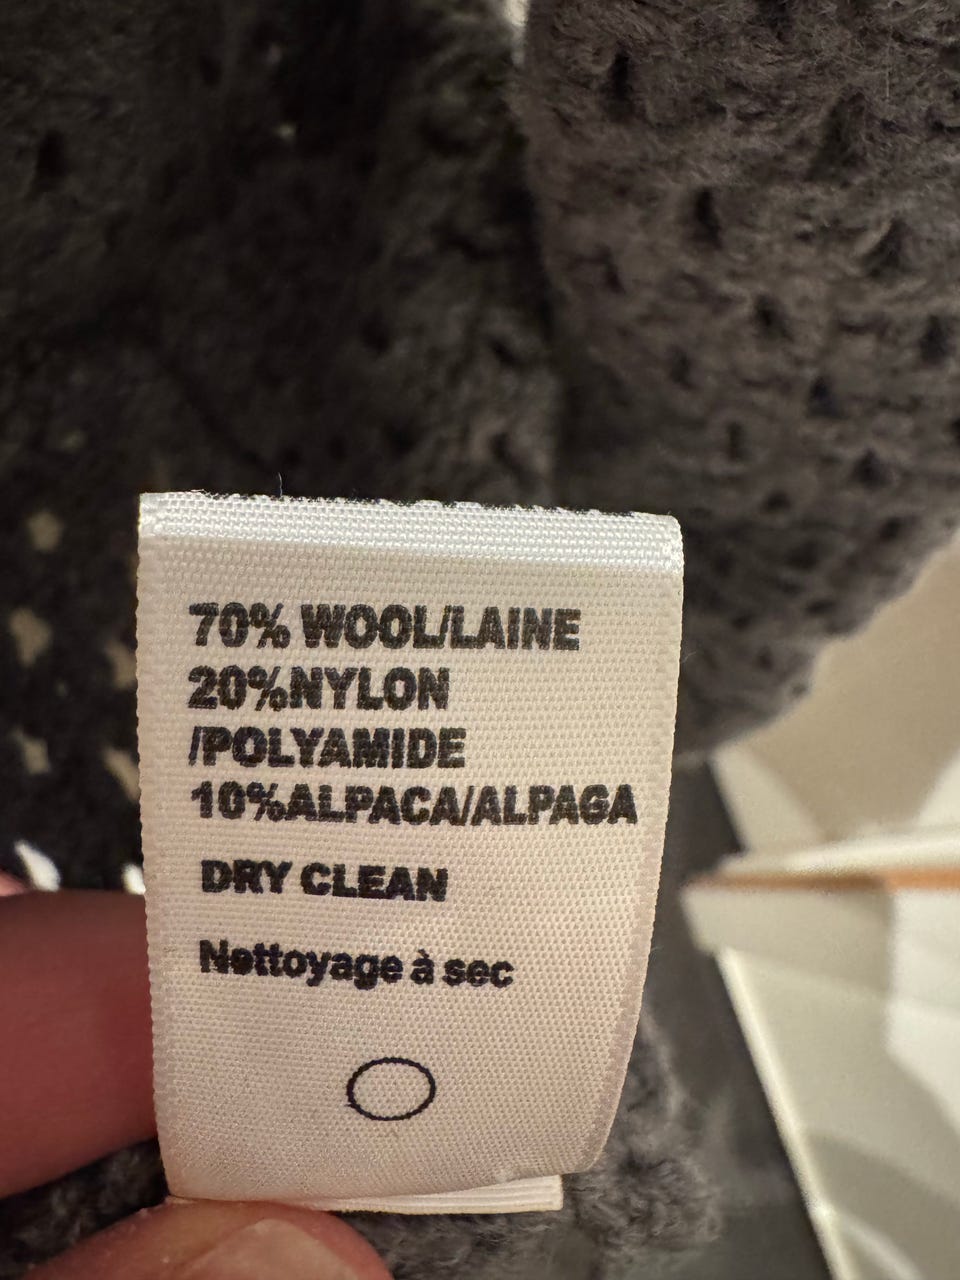 70% WOOL/LAINE
20%NYLON
/POLYAMIDE
10%ALPACA/ALPAGA
DRY CLEAN
Nettoyage à sec